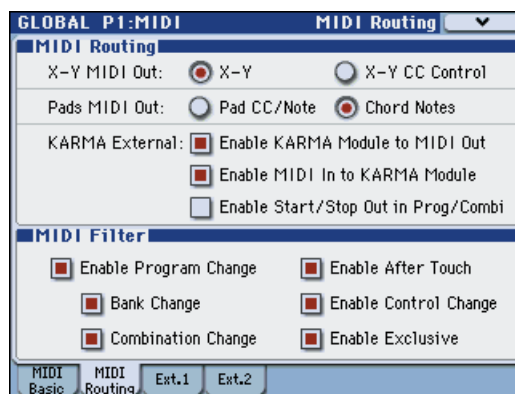 GLOBAL P1:MIDI MIDI Routing
MIDI Routing
X-Y MIDI Out: X-Y X-Y CC Control
Pads MIDI Out: Pad CC/Note Chord Notes
KARMA External: Enable KARMA Module to MIDI Out
Enable MIDI In to KARMA Module
Enable Start/Stop Out in Prog/Combi
MIDI Filter
Enable Program Change Enable After Touch
Bank Change Enable Control Change
Combination Change Enable Exclusive
MIDI Basic MIDI Routing Ext.1 Ext.2